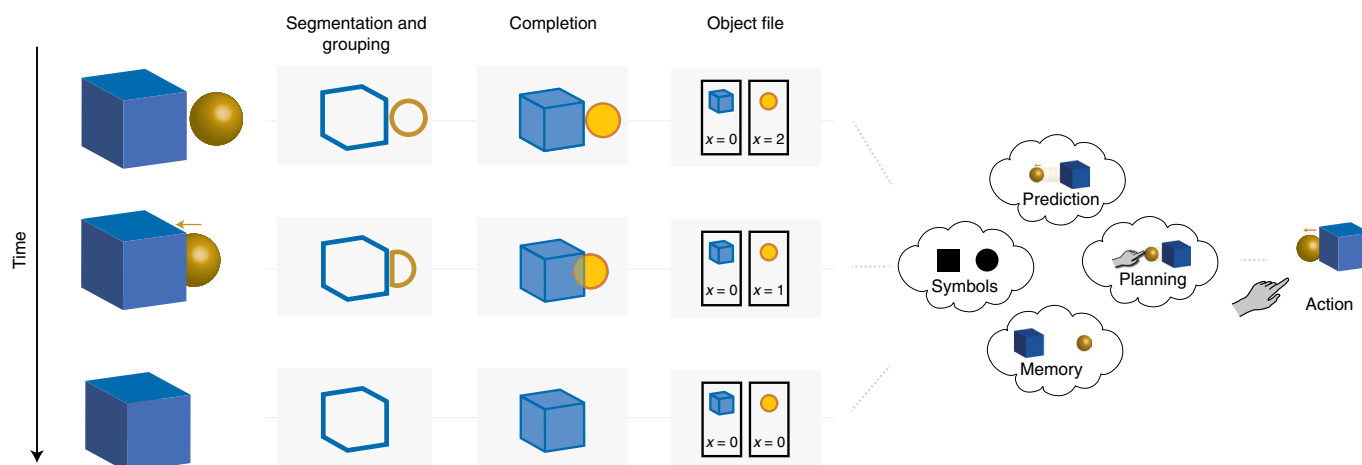 Segmentation and
grouping
Completion
Object file
Time
x = 0
x = 2
x = 0
x = 1
x = 0
x = 0
Prediction
Symbols
Planning
Memory
Action